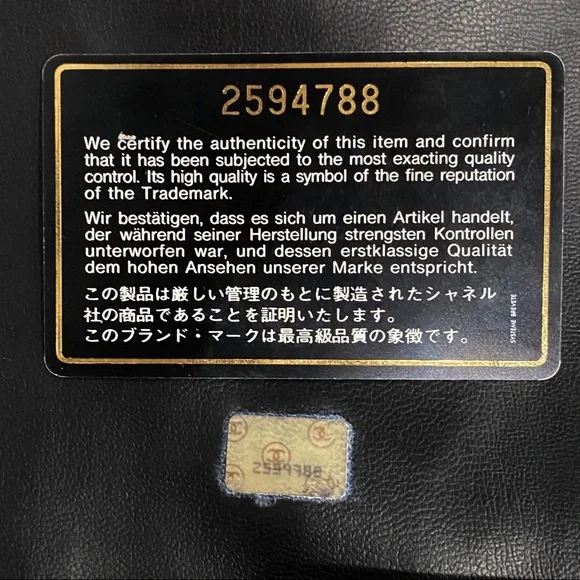 2594788
We certify the authenticity of this item and confirm
that it has been subjected to the most exacting quality
control. Its high quality is a symbol of the fine reputation
of the Trademark.
Wir bestätigen, dass es sich um einen Artikel handelt,
der während seiner Herstellung strengsten Kontrollen
unterworfen war, und dessen erstklassige Qualität
dem hohen Ansehen unserer Marke entspricht.
この製品は厳しい管理のもとに製造されたシャネル
社の商品であることを証明いたします。
このブランド・マークは最高級品質の象徴です。
SYSTEME BREVETE
2594788